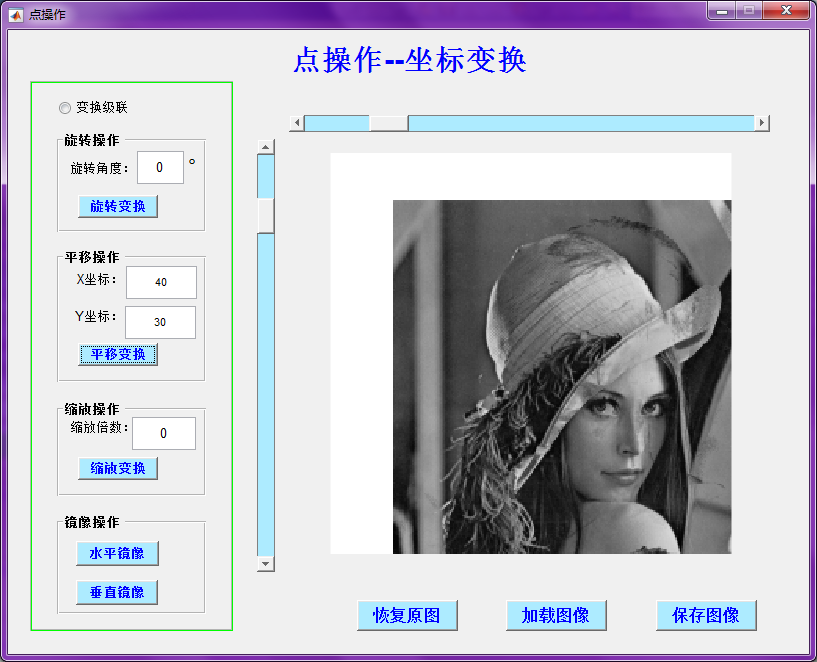 点操作
点操作--坐标变换
变换级联
旋转操作
旋转角度： 0 °
旋转变换
平移操作
X坐标： 40
Y坐标： 30
平移变换
缩放操作
缩放倍数： 0
缩放变换
镜像操作
水平镜像
垂直镜像
恢复原图 加载图像 保存图像